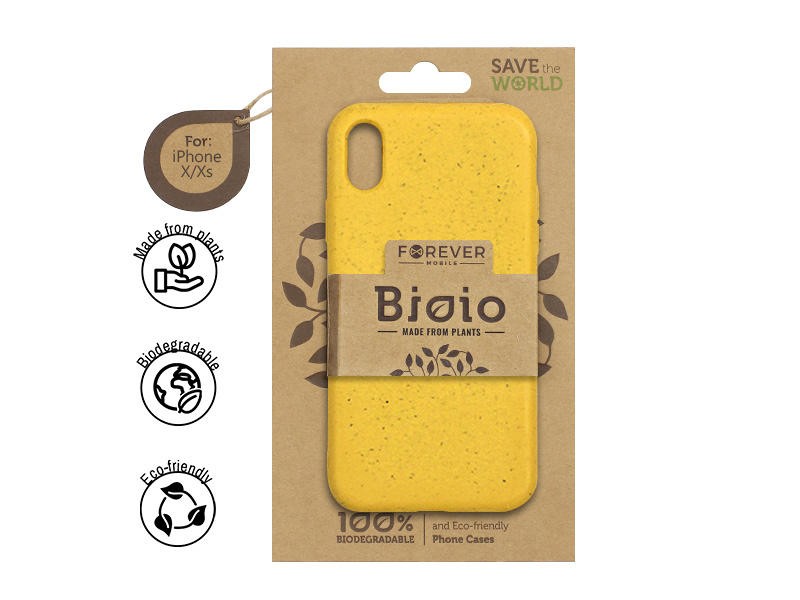 SAVE the
WORLD
For:
iPhone
X/Xs
Made from plants
Biodegradable
Eco-friendly
FOREVER
MOBILE
Bioio
MADE FROM PLANTS
100%
BIODEGRADABLE
and Eco-friendly
Phone Cases